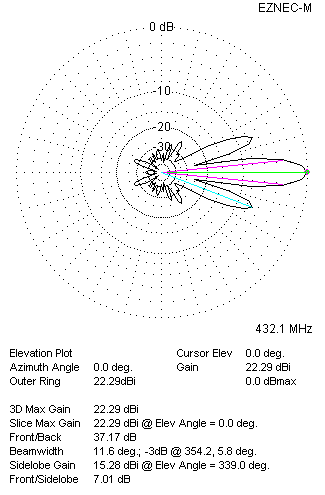 EZNEC-M
0 dB
-10
-20
-30
432.1 MHz
Elevation Plot Cursor Elev 0.0 deg.
Azimuth Angle 0.0 deg. Gain 22.29 dBi
Outer Ring 22.29dBi 0.0 dBmax
3D Max Gain 22.29 dBi
Slice Max Gain 22.29 dBi @ Elev Angle = 0.0 deg.
Front/Back 37.17 dB
Beamwidth 11.6 deg.; -3dB @ 354.2, 5.8 deg.
Sidelobe Gain 15.28 dBi @ Elev Angle = 339.0 deg.
Front/Sidelobe 7.01 dB